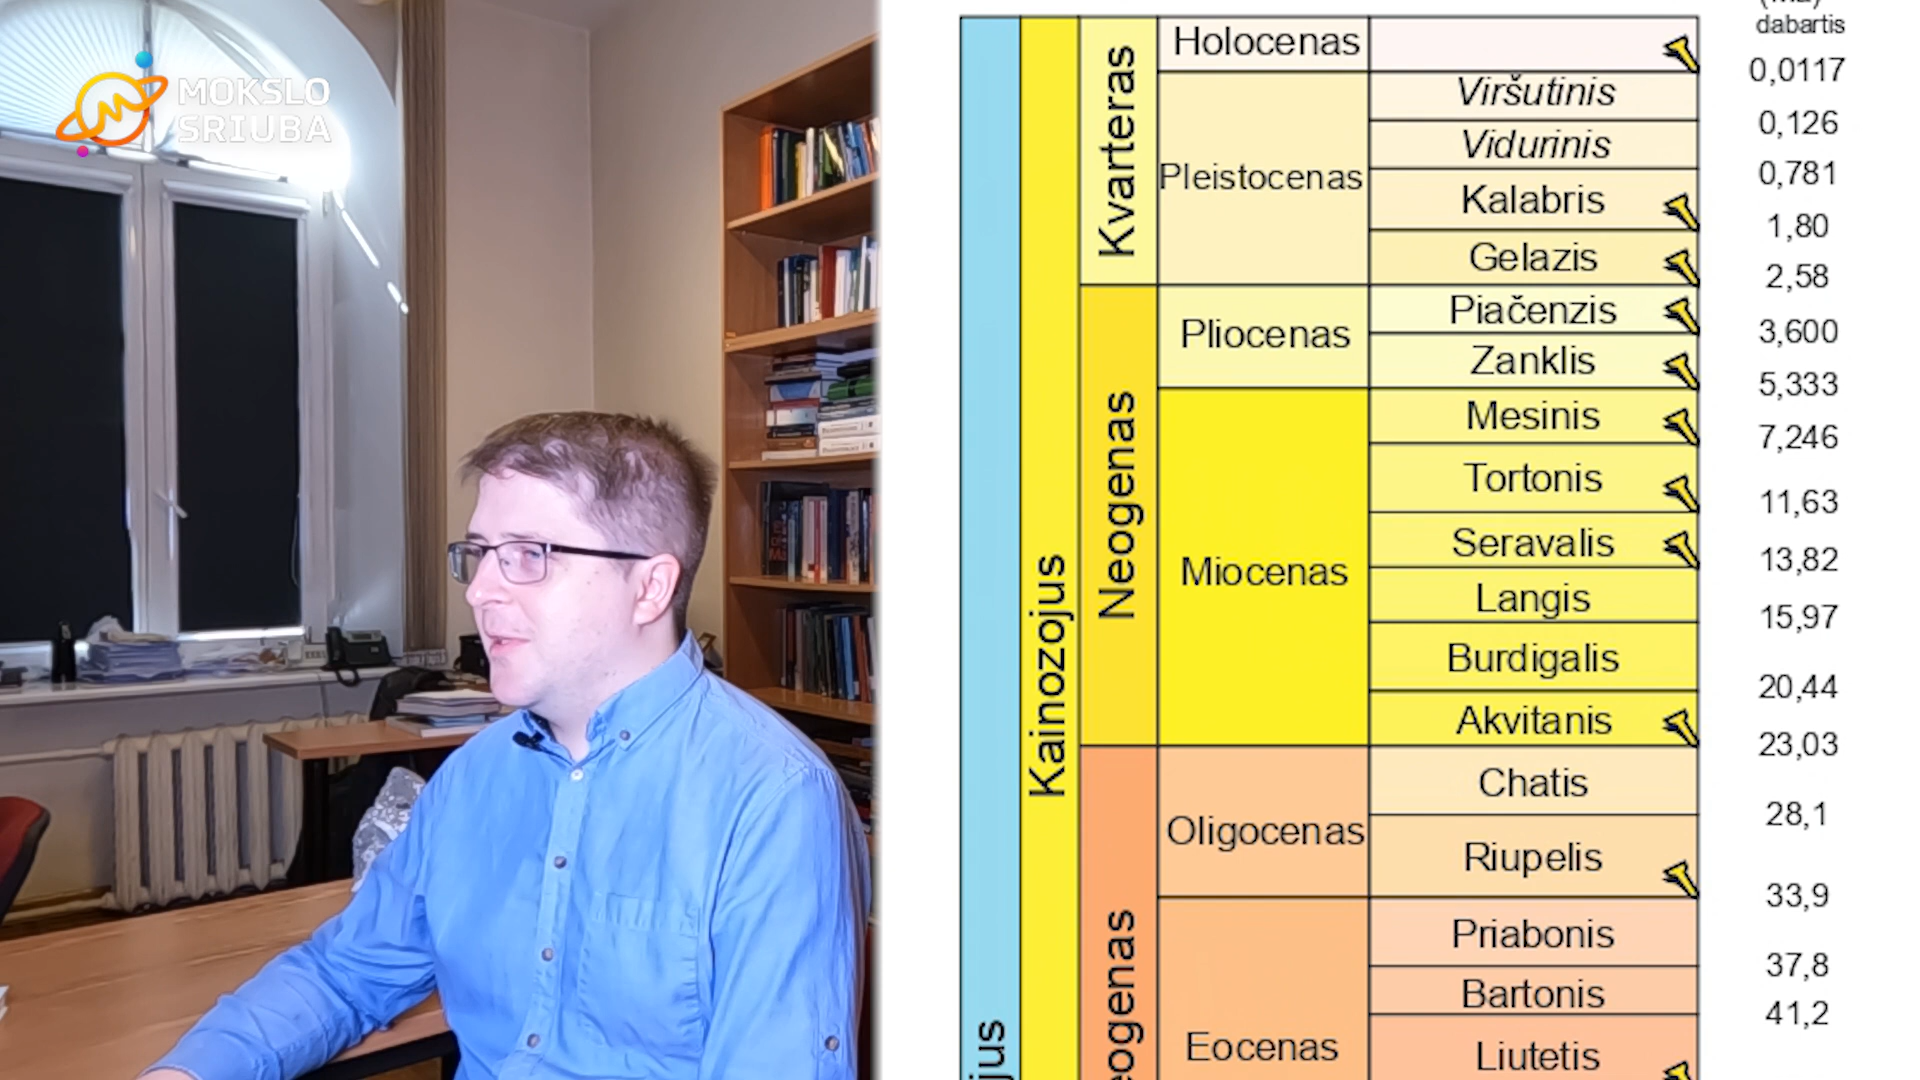 MOKSLO
SRIUBA
dabartis
Holocenas
0,0117
Viršutinis
0,126
Vidurinis
0,781
Kvarteras
Pleistocenas
Kalabris
1,80
Gelazis
2,58
Piačenzis
3,600
Pliocenas
Zanklis
5,333
Mesinis
7,246
Tortonis
11,63
Neogenas
Seravalis
13,82
Miocenas
Langis
15,97
Burdigalis
20,44
Kainozojus
Akvitanis
23,03
Chatis
28,1
Oligocenas
Riupelis
33,9
Priabonis
37,8
Bartonis
41,2
Eocenas
Liutetis